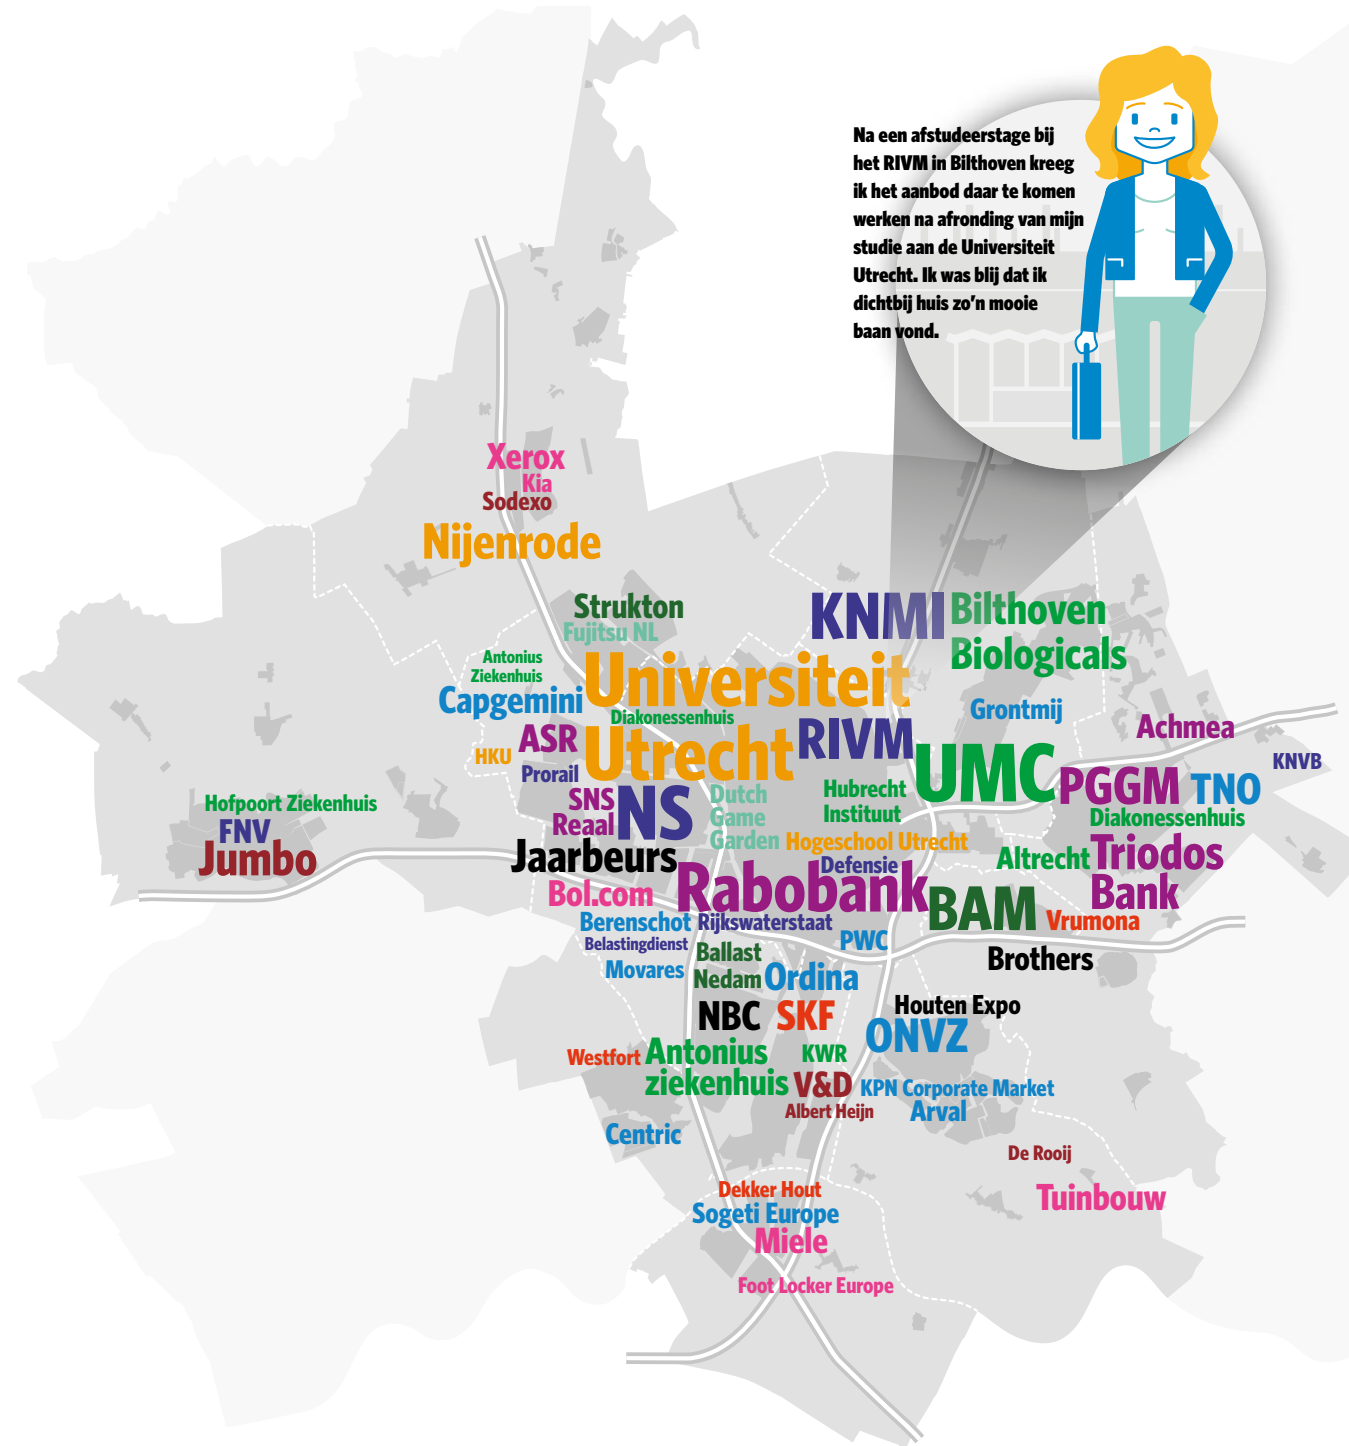 Na een afstudeerstage bij
het RIVM in Bilthoven kreeg
ik het aanbod daar te komen
werken na afronding van mijn
studie aan de Universiteit
Utrecht. Ik was blij dat ik
dichtbij huis zo'n mooie
baan vond.
Xerox
Kia
Sodexo
Nijenrode
Strukton
Fujitsu NL
KNMI
Bilthoven
Biologicals
Antonius
Ziekenhuis
Capgemini
Universiteit
Diakonessenhuis
Utrecht
Grontmij
Achmea
HKU
ASR
Prorail
RIVM
UMC
KNVB
PGGM
TNO
Diakonessenhuis
Hofpoort Ziekenhuis
FNV
Jumbo
SNS
Reaal
NS
Dutch
Game
Garden
Hubrecht
Instituut
Hogeschool Utrecht
Jaarbeurs
Defensie
Altrecht
Triodos
Bank
Bol.com
Rabobank
BAM
Vrumona
Berenschot
Rijkswaterstaat
Belastingdienst
PWC
Brothers
Movares
Ballast
Nedam
Ordina
NBC
SKF
Houten Expo
ONVZ
Westfort
Antonius
ziekenhuis
KWR
V&D
KPN Corporate Market
Albert Heijn
Arval
Centric
De Rooij
Tuinbouw
Dekker Hout
Sogeti Europe
Miele
Foot Locker Europe